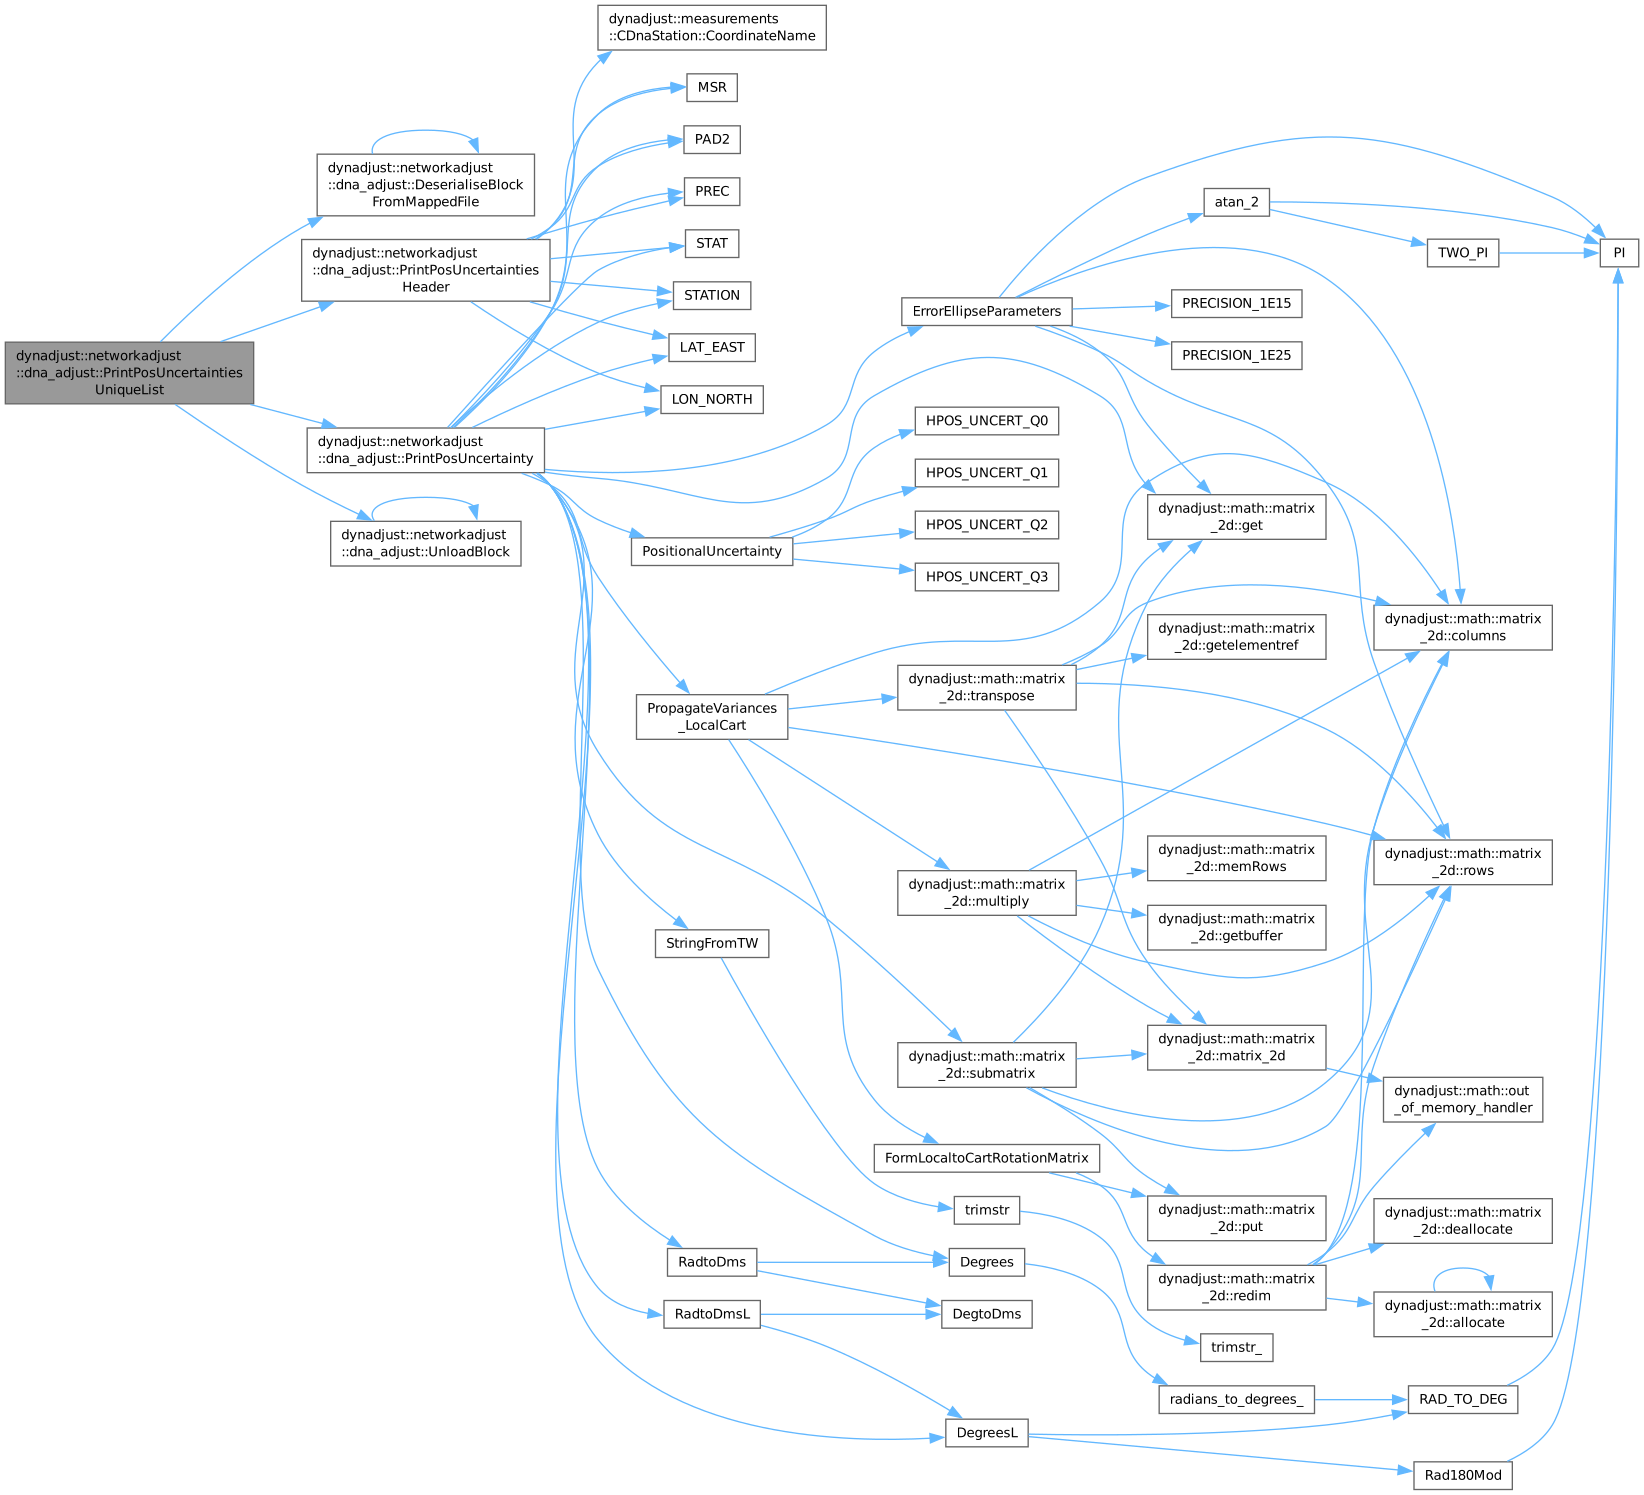 dynadjust::networkadjust
::dna_adjust::PrintPosUncertainties
UniqueList
dynadjust::networkadjust
::dna_adjust::DeserialiseBlock
FromMappedFile
dynadjust::networkadjust
::dna_adjust::PrintPosUncertainties
Header
dynadjust::networkadjust
::dna_adjust::PrintPosUncertainty
dynadjust::networkadjust
::dna_adjust::UnloadBlock
dynadjust::measurements
::CDnaStation::CoordinateName
MSR
PAD2
PREC
STAT
STATION
LAT_EAST
LON_NORTH
PositionalUncertainty
PropagateVariances
_LocalCart
StringFromTW
RadtoDms
RadtoDmsL
ErrorEllipseParameters
HPOS_UNCERT_Q0
HPOS_UNCERT_Q1
HPOS_UNCERT_Q2
HPOS_UNCERT_Q3
dynadjust::math::matrix
_2d::transpose
dynadjust::math::matrix
_2d::multiply
dynadjust::math::matrix
_2d::submatrix
FormLocaltoCartRotationMatrix
trimstr
Degrees
DegtoDms
DegreesL
atan_2
PRECISION_1E15
PRECISION_1E25
dynadjust::math::matrix
_2d::get
dynadjust::math::matrix
_2d::getelementref
dynadjust::math::matrix
_2d::memRows
dynadjust::math::matrix
_2d::getbuffer
dynadjust::math::matrix
_2d::matrix_2d
dynadjust::math::matrix
_2d::put
dynadjust::math::matrix
_2d::redim
trimstr_
radians_to_degrees_
TWO_PI
dynadjust::math::matrix
_2d::columns
dynadjust::math::matrix
_2d::rows
dynadjust::math::out
_of_memory_handler
dynadjust::math::matrix
_2d::deallocate
dynadjust::math::matrix
_2d::allocate
RAD_TO_DEG
Rad180Mod
PI